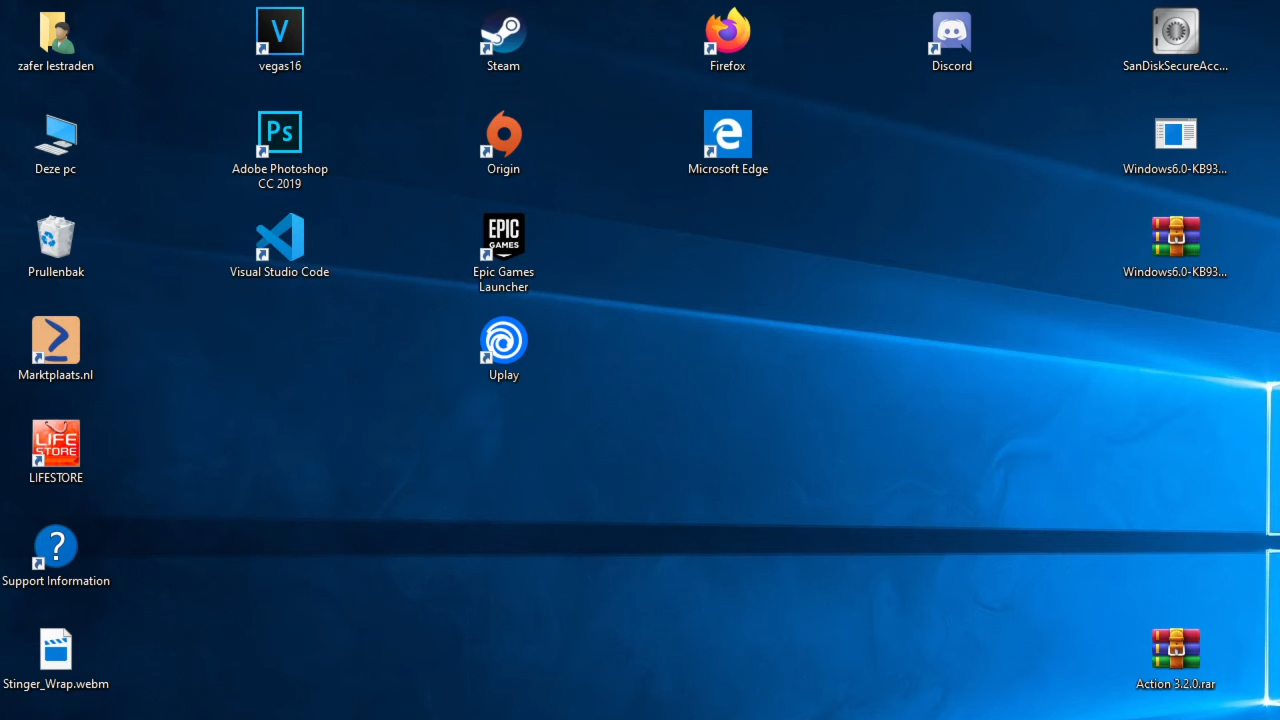 zafer lestraden
V
vegas16
Steam
Firefox
Discord
SanDiskSecureAcc...
Deze pc
Ps
Adobe Photoshop
CC 2019
Origin
Microsoft Edge
Windows6.0-KB93...
Prullenbak
Visual Studio Code
EPIC
GAMES
Epic Games
Launcher
Windows6.0-KB93...
Marktplaats.nl
Uplay
LIFE
STORE
LIFESTORE
?
Support Information
Stinger_Wrap.webm
Action 3.2.0.rar